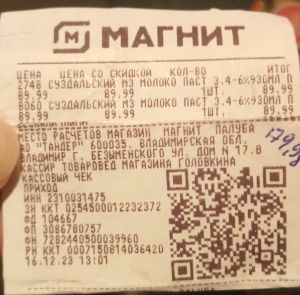 М МАГНИТ
ЦЕНА ЦЕНА СО СКИДКОЙ КОЛ-ВО ИТОГ
2748 СУЗДАЛЬСКИЙ МЗ МОЛОКО ПАСТ 3.4-6%930МЛ П
89.99 89.99 1ШТ. 89.99
8060 СУЗДАЛЬСКИЙ МЗ МОЛОКО ПАСТ 3.4-6%930МЛ П
89.99 89.99 1ШТ. 89.99
МЕСТО РАСЧЕТОВ МАГАЗИН МАГНИТ ПАЛУБА
АО "ТАНДЕР" 600035, ВЛАДИМИРСКАЯ ОБЛ,
ВЛАДИМИР Г, БЕЗЫМЕНСКОГО УЛ, ДОМ N 17.В
КАССИР ТОВАРОВЕД МАГАЗИНА ГОЛОВКИНА
КАССОВЫЙ ЧЕК
ПРИХОД
ИНН 2310031475
ЗН ККТ 0254500012232372
ФД 104667
ФП 3086780757
ФН 7282440500039960
РН ККТ 0007150814036420
16.12.23 13:01